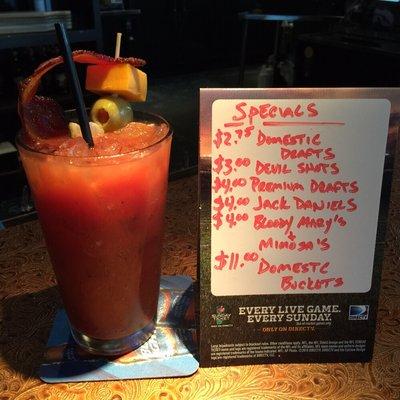 SPECIALS
$2.75 DOMESTIC
DRAFTS
$3.00 DEVIL SHOTS
$4.00 PREMIUM DRAFTS
$4.00 JACK DANIELS
$4.00 BLOODY MARY'S
+
MIMOSA'S
$11.00 DOMESTC
BUCKETS
EVERY LIVE GAME.
EVERY SUNDAY.
ONLY ON DIRECTV.
DIRECTV